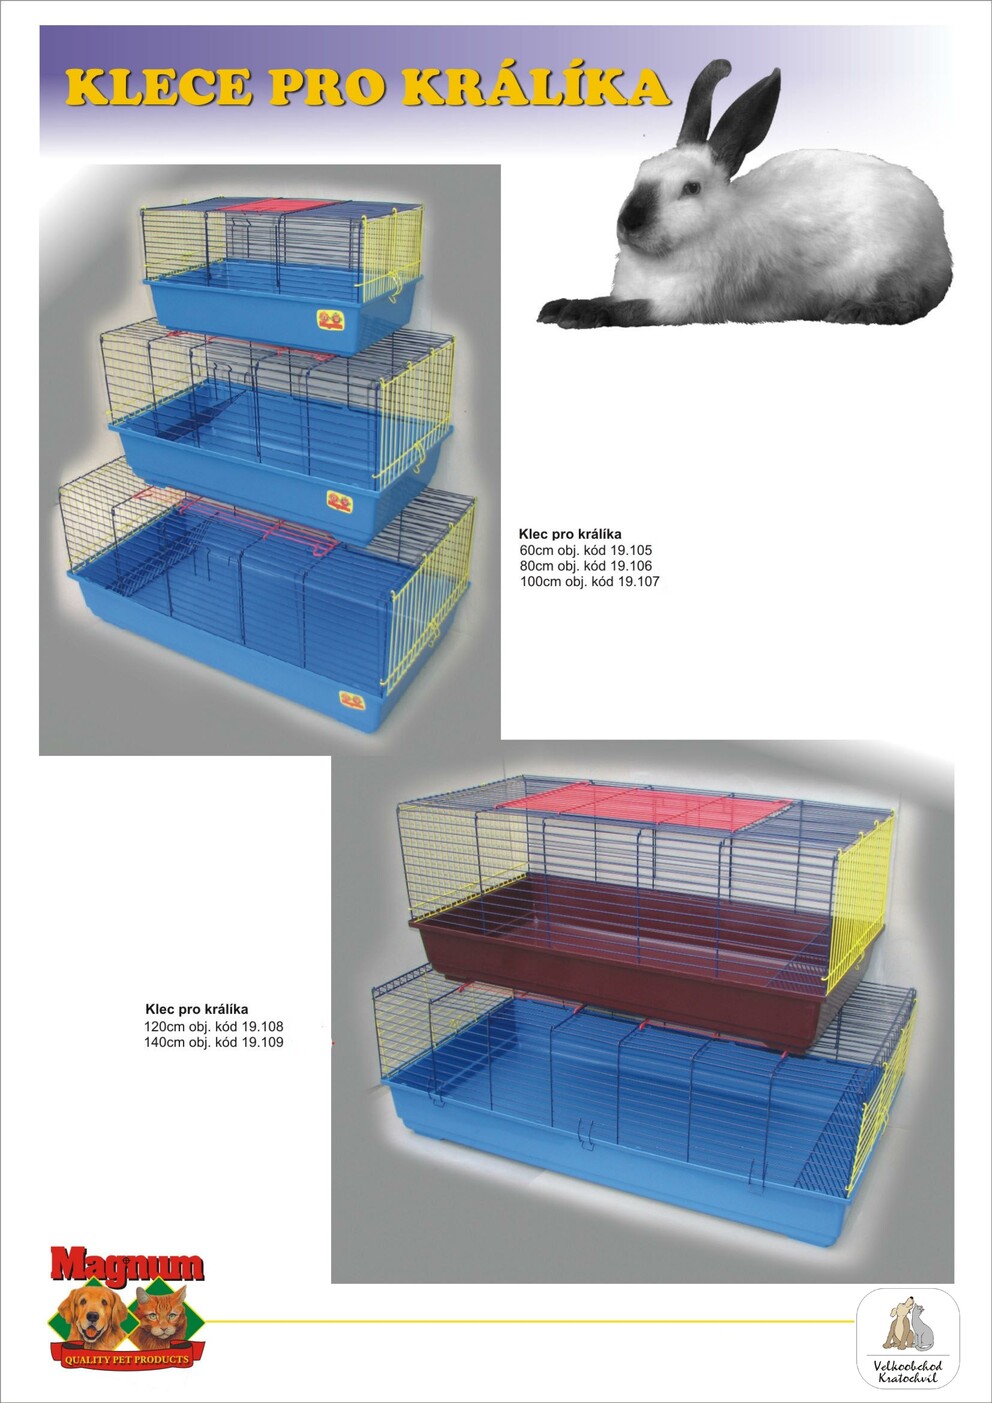 KLECE PRO KRÁLÍKA
Klec pro králíka
60cm obj. kód 19.105
80cm obj. kód 19.106
100cm obj. kód 19.107
Klec pro králíka
120cm obj. kód 19.108
140cm obj. kód 19.109
Magnum
QUALITY PET PRODUCTS
Velkoobchod
Kratochvíl